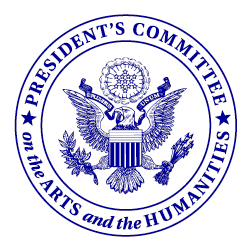 PRESIDENT'S COMMITTEE
on the ARTS and the HUMANITIES